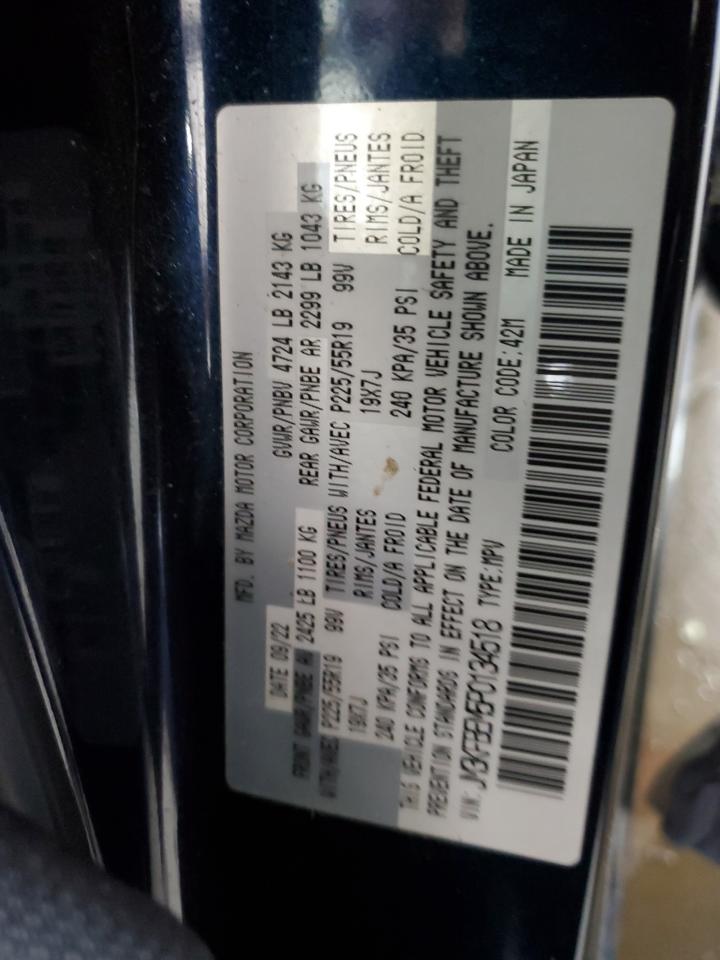 MFD. BY MAZDA MOTOR CORPORATION
DATE 09/22 GVWR/PNBV 4724 LB 2143 KG
FRONT GAWR/PNBE AV 2425 LB 1100 KG REAR GAWR/PNBE AR 2299 LB 1043 KG
WITH/AVEC P225/55R19 99V TIRES/PNEUS WITH/AVEC P225/55R19 99V TIRES/PNEUS
19X7J RIMS/JANTES 19X7J RIMS/JANTES
240 KPA/35 PSI COLD/A FROID 240 KPA/35 PSI COLD/A FROID
THIS VEHICLE CONFORMS TO ALL APPLICABLE FEDERAL MOTOR VEHICLE SAFETY AND THEFT
PREVENTION STANDARDS IN EFFECT ON THE DATE OF MANUFACTURE SHOWN ABOVE.
VIN:JM3KFBEM5P0134518 TYPE:MPV COLOR CODE:42M MADE IN JAPAN